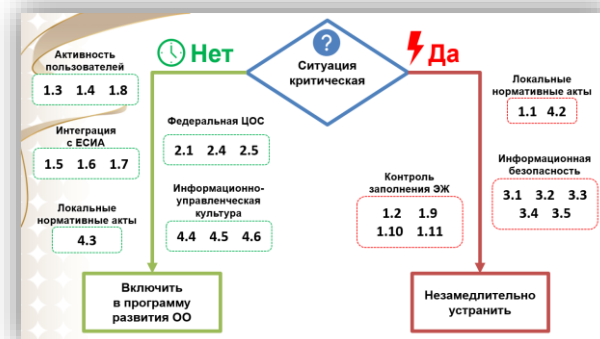 Ситуация
критическая
Нет
Да
Активность
пользователей
1.3 1.4 1.8
Интеграция
с ЕСИА
1.5 1.6 1.7
Локальные
нормативные акты
4.3
Федеральная ЦОС
2.1 2.4 2.5
Информационно-
управленческая
культура
4.4 4.5 4.6
Включить
в программу
развития ОО
Контроль
заполнения ЭЖ
1.2 1.9
1.10 1.11
Локальные
нормативные акты
1.1 4.2
Информационная
безопасность
3.1 3.2 3.3
3.4 3.5
Незамедлительно
устранить